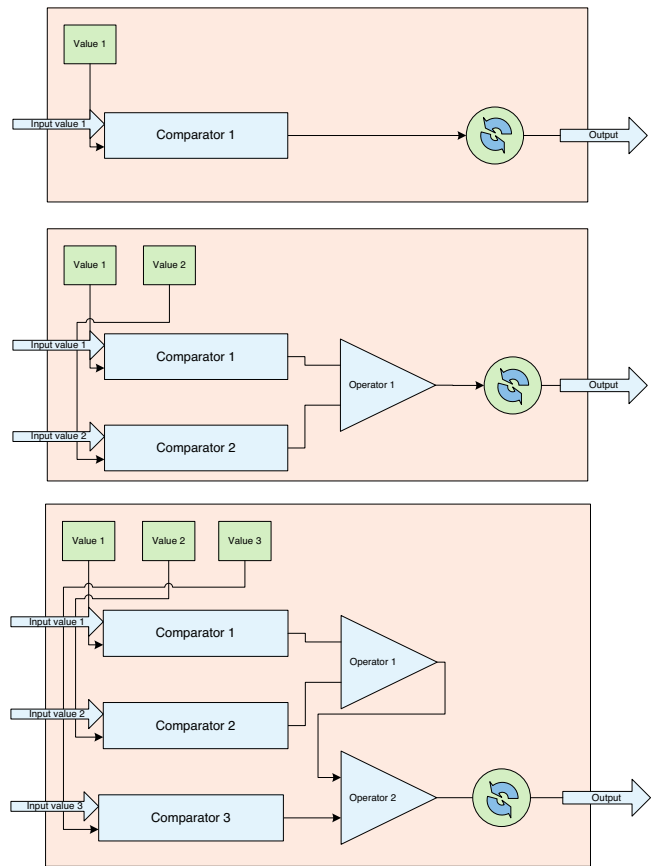 Value 1
Input value 1
Comparator 1
Output
Value 1
Value 2
Input value 1
Comparator 1
Operator 1
Output
Input value 2
Comparator 2
Value 1
Value 2
Value 3
Input value 1
Comparator 1
Operator 1
Input value 2
Comparator 2
Input value 3
Comparator 3
Operator 2
Output